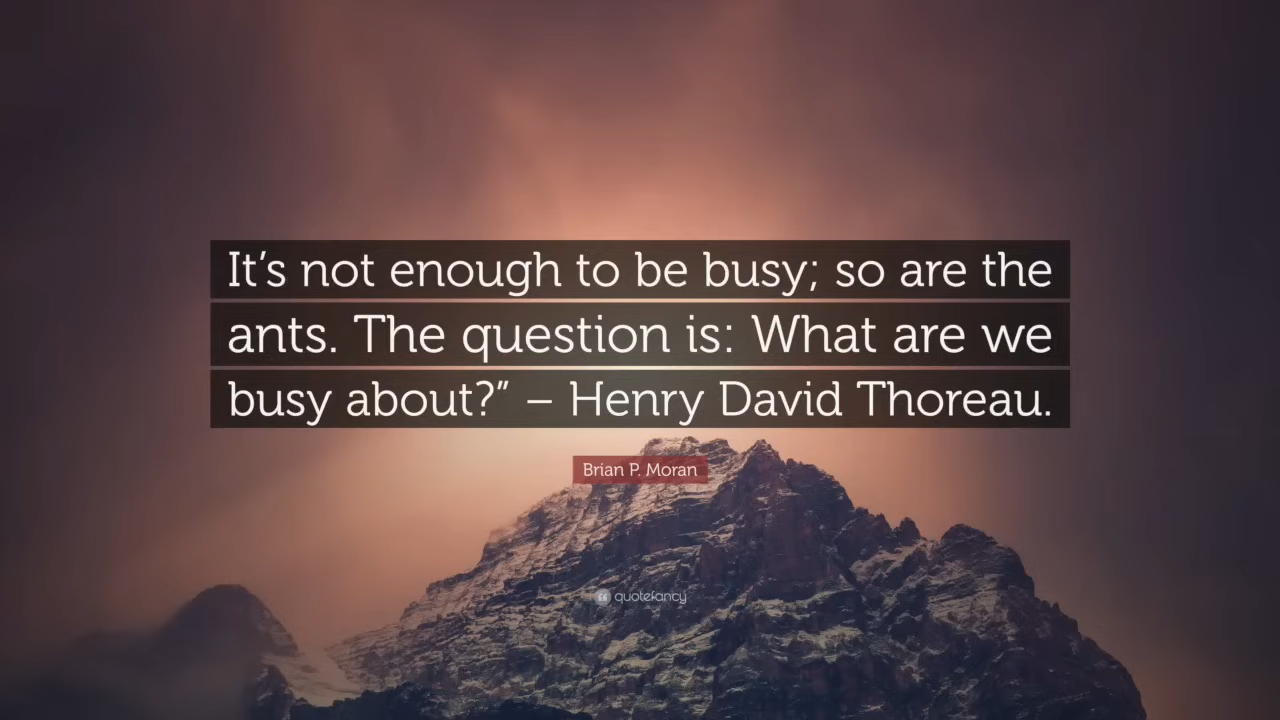 It’s not enough to be busy; so are the
ants. The question is: What are we
busy about?” – Henry David Thoreau.
Brian P. Moran
quotefancy